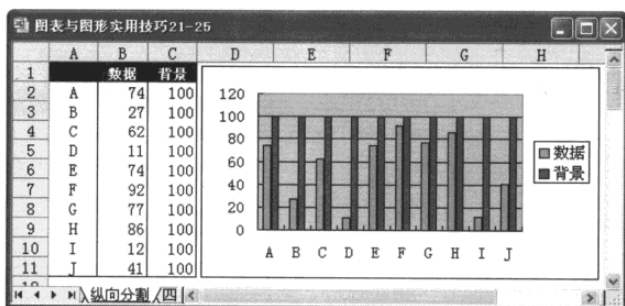 图表与图形实用技巧21-25
A B C D E F G H
1 数据 背景
2 A 74 100
3 B 27 100
4 C 62 100
5 D 11 100
6 E 74 100
7 F 92 100
8 G 77 100
9 H 86 100
10 I 12 100
11 J 41 100
120
100
80
60
40
20
0
A B C D E F G H I J
数据
背景
纵向分割 四